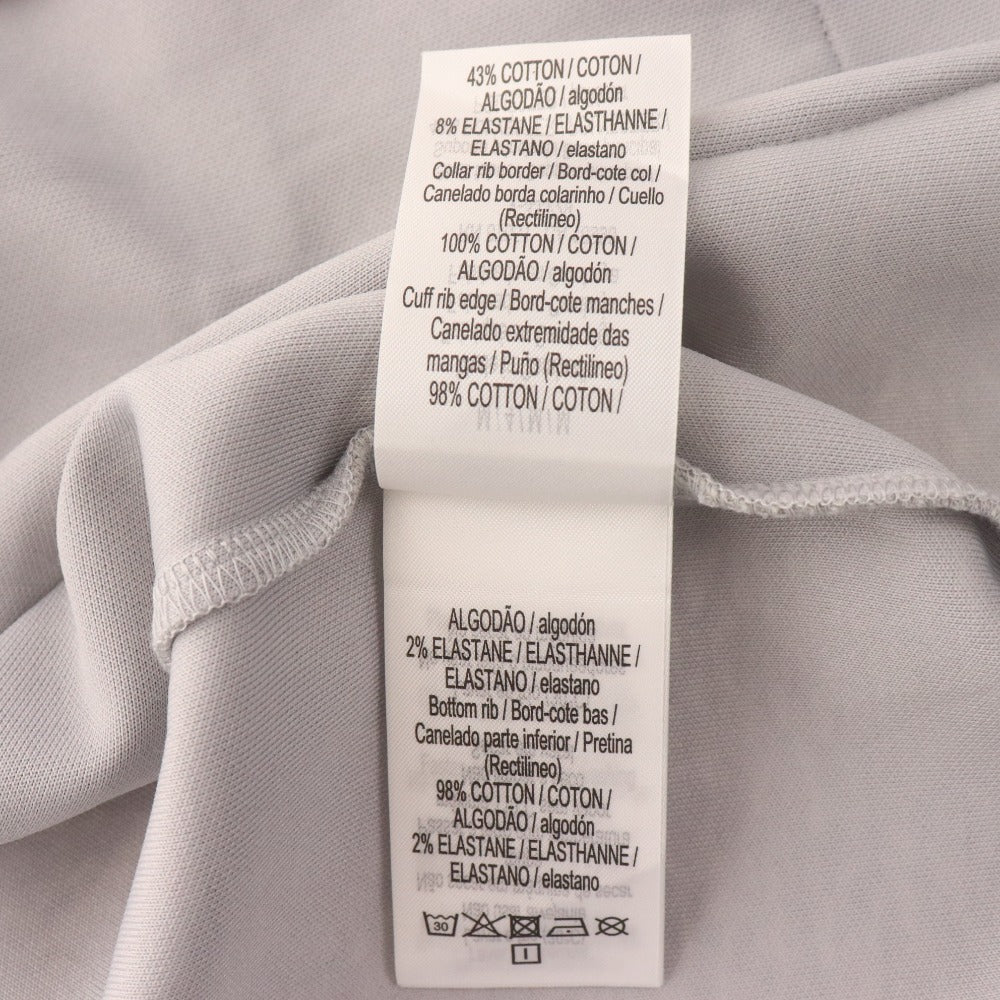 43% COTTON / COTON /
ALGODÃO / algodón
8% ELASTANE / ELASTHANNE /
ELASTANO / elastano
Collar rib border / Bord-cote col /
Canelado borda colarinho / Cuello
(Rectilineo)
100% COTTON / COTON /
ALGODÃO / algodón
Cuff rib edge / Bord-cote manches /
Canelado extremidade das
mangas / Puño (Rectilineo)
98% COTTON / COTON /
ALGODÃO / algodón
2% ELASTANE / ELASTHANNE /
ELASTANO / elastano
Bottom rib / Bord-cote bas /
Canelado parte inferior / Pretina
(Rectilineo)
98% COTTON / COTON /
ALGODÃO / algodón
2% ELASTANE / ELASTHANNE /
ELASTANO / elastano
30